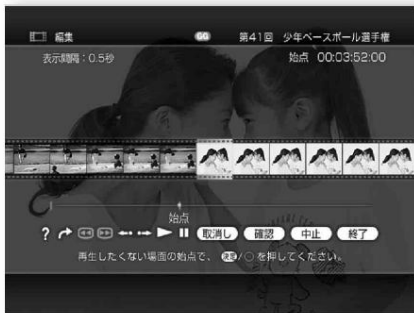 編集 GG 第41回 少年ベースボール選手権
表示間隔：0.5秒 始点 00:03:52:00
始点
? 取消し 確認 中止 終了
再生したくない場面の始点で、決定/○を押してください。